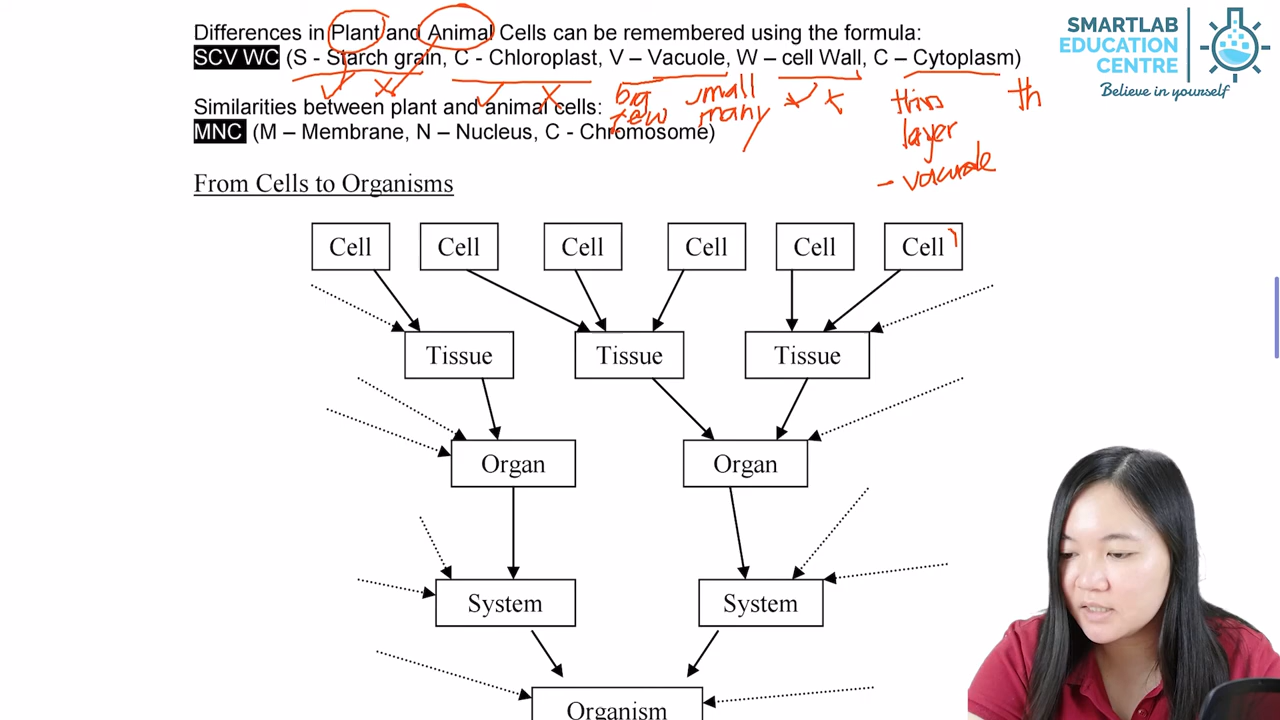 Differences in Plant and Animal Cells can be remembered using the formula:
SCV WC (S - Starch grain, C - Chloroplast, V – Vacuole, W – cell Wall, C – Cytoplasm)
big small thin th
few many layer
- vacuole
Similarities between plant and animal cells:
MNC (M – Membrane, N – Nucleus, C - Chromosome)
From Cells to Organisms
Cell Cell Cell Cell Cell Cell
Tissue Tissue Tissue
Organ Organ
System System
Organism
SMARTLAB
EDUCATION
CENTRE
Believe in yourself